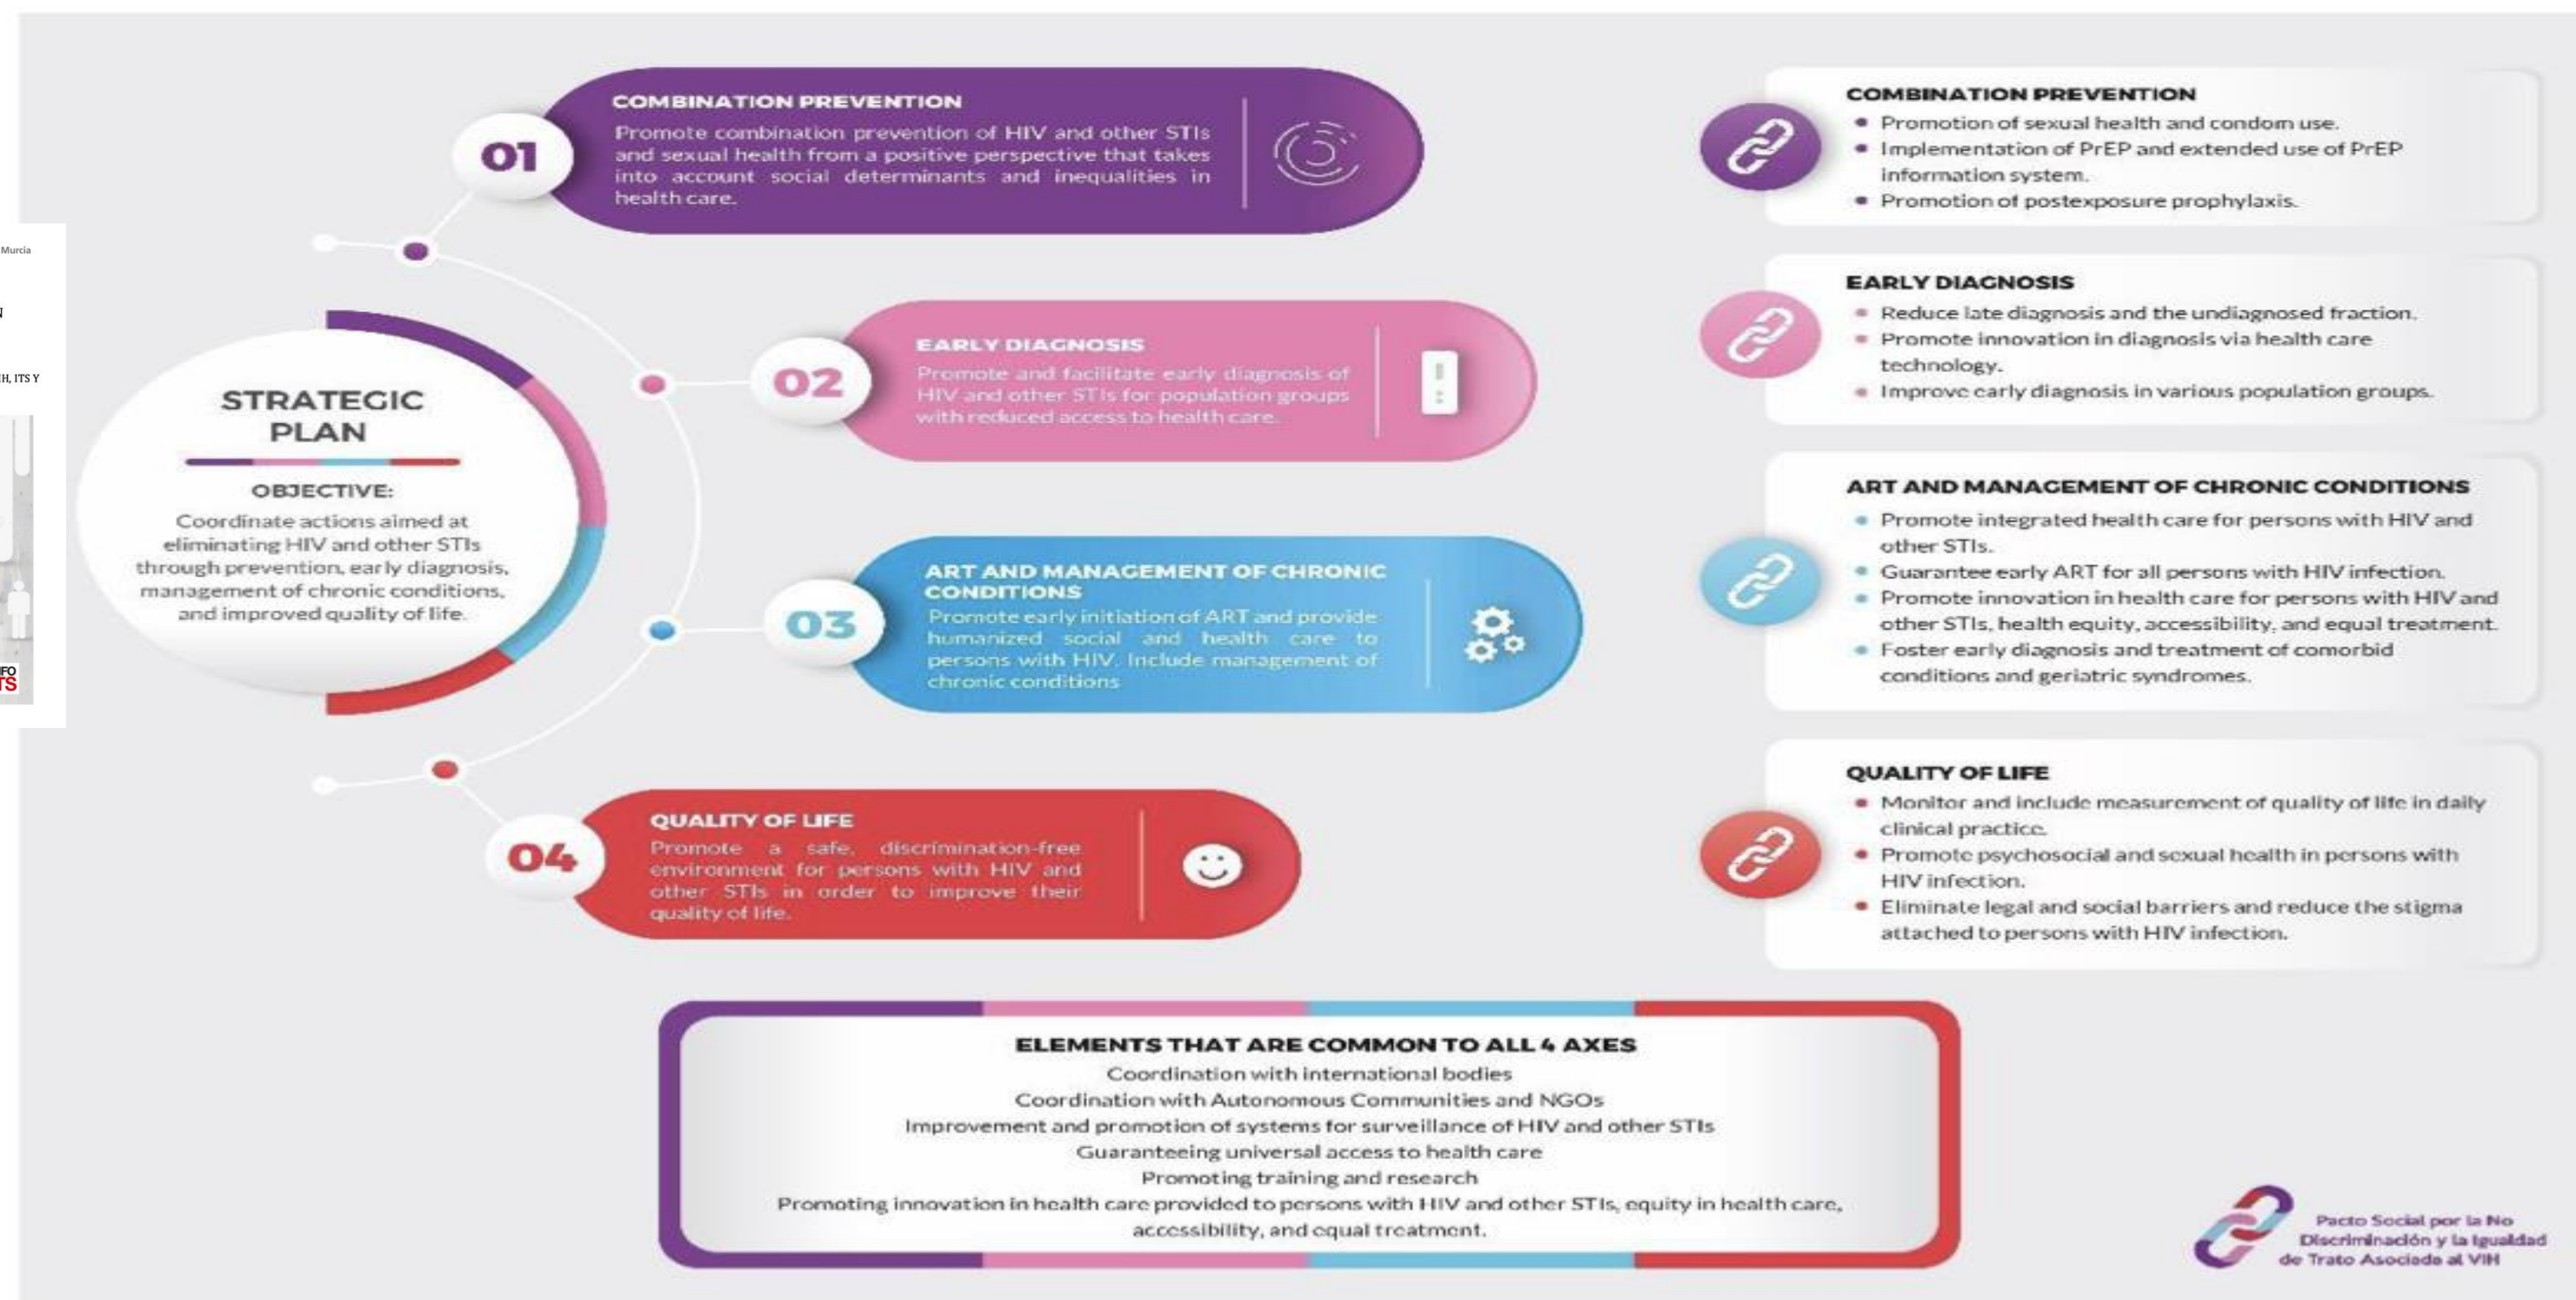 Murcia
N
IH, ITS Y
FO
TS
STRATEGIC
PLAN
OBJECTIVE:
Coordinate actions aimed at
eliminating HIV and other STIs
through prevention, early diagnosis,
management of chronic conditions,
and improved quality of life.
01
COMBINATION PREVENTION
Promote combination prevention of HIV and other STIs
and sexual health from a positive perspective that takes
into account social determinants and inequalities in
health care.
02
EARLY DIAGNOSIS
Promote and facilitate early diagnosis of
HIV and other STIs for population groups
with reduced access to health care.
03
ART AND MANAGEMENT OF CHRONIC
CONDITIONS
Promote early initiation of ART and provide
humanized social and health care to
persons with HIV. Include management of
chronic conditions
04
QUALITY OF LIFE
Promote a safe, discrimination-free
environment for persons with HIV and
other STIs in order to improve their
quality of life.
COMBINATION PREVENTION
• Promotion of sexual health and condom use.
• Implementation of PrEP and extended use of PrEP
information system.
• Promotion of postexposure prophylaxis.
EARLY DIAGNOSIS
• Reduce late diagnosis and the undiagnosed fraction.
• Promote innovation in diagnosis via health care
technology.
• Improve early diagnosis in various population groups.
ART AND MANAGEMENT OF CHRONIC CONDITIONS
• Promote integrated health care for persons with HIV and
other STIs.
• Guarantee early ART for all persons with HIV infection.
• Promote innovation in health care for persons with HIV and
other STIs, health equity, accessibility, and equal treatment.
• Foster early diagnosis and treatment of comorbid
conditions and geriatric syndromes.
QUALITY OF LIFE
• Monitor and include measurement of quality of life in daily
clinical practice.
• Promote psychosocial and sexual health in persons with
HIV infection.
• Eliminate legal and social barriers and reduce the stigma
attached to persons with HIV infection.
ELEMENTS THAT ARE COMMON TO ALL 4 AXES
Coordination with international bodies
Coordination with Autonomous Communities and NGOs
Improvement and promotion of systems for surveillance of HIV and other STIs
Guaranteeing universal access to health care
Promoting training and research
Promoting innovation in health care provided to persons with HIV and other STIs, equity in health care,
accessibility, and equal treatment.
Pacto Social por la No
Discriminación y la Igualdad
de Trato Asociada al VIH